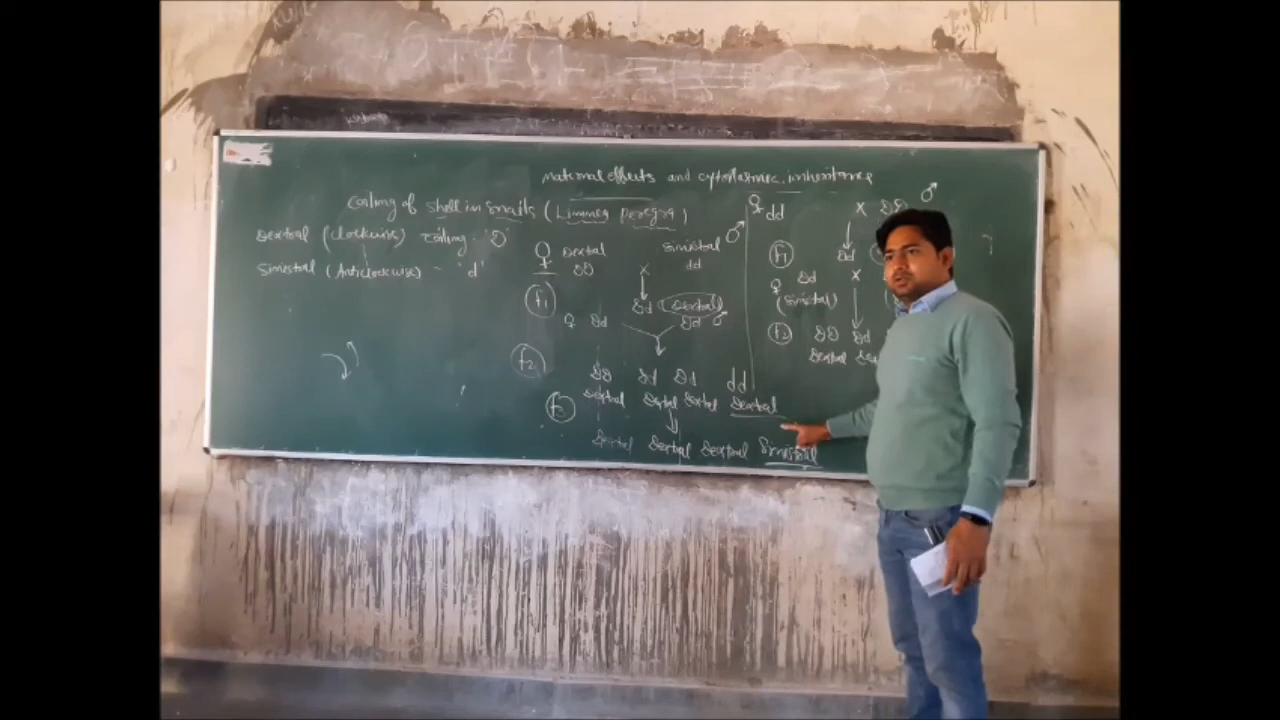 Maternal effects and cytoplasmic inheritance
Coiling of shell in snails (Limnea peregra)
Dextral (Clockwise) coiling - 'D'
Sinistral (Anticlockwise) - 'd'
♀ Dextral Sinistral ♂
DD X dd
F1 Dd (Dextral)
♀ Dd Dd ♂
F2 DD Dd Dd dd
Dextral Dextral Dextral Dextral
F3
Dextral Dextral Dextral Sinistral
♀ dd X DD ♂
F1 Dd
♀ Dd X
(Sinistral)
F2 DD Dd
Dextral